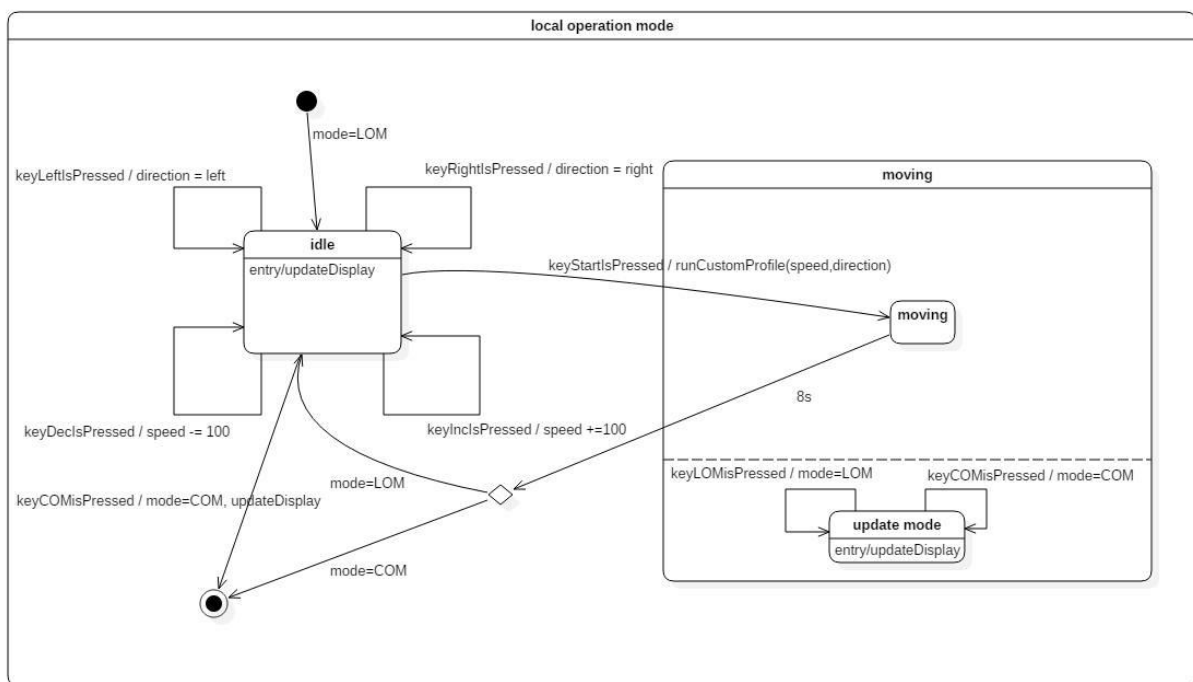 local operation mode
mode=LOM
keyLeftIsPressed / direction = left
keyRightIsPressed / direction = right
moving
idle
entry/updateDisplay
keyStartIsPressed / runCustomProfile(speed,direction)
moving
8s
keyDecIsPressed / speed -= 100
keyIncIsPressed / speed +=100
keyLOMisPressed / mode=LOM
keyCOMisPressed / mode=COM
mode=LOM
keyCOMisPressed / mode=COM, updateDisplay
update mode
entry/updateDisplay
mode=COM